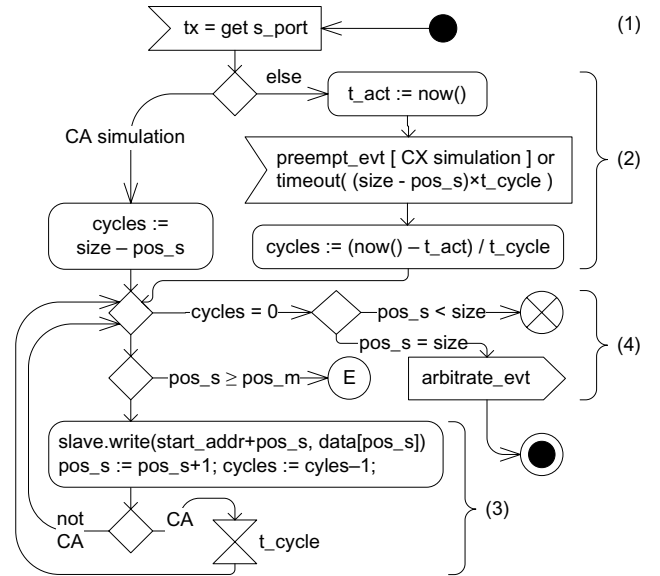 tx = get s_port
(1)
else
t_act := now()
CA simulation
preempt_evt [ CX simulation ] or
timeout( (size - pos_s)×t_cycle )
(2)
cycles :=
size – pos_s
cycles := (now() – t_act) / t_cycle
cycles = 0
pos_s < size
pos_s = size
(4)
pos_s ≥ pos_m
E
arbitrate_evt
slave.write(start_addr+pos_s, data[pos_s])
pos_s := pos_s+1; cycles := cyles–1;
(3)
not
CA
CA
t_cycle